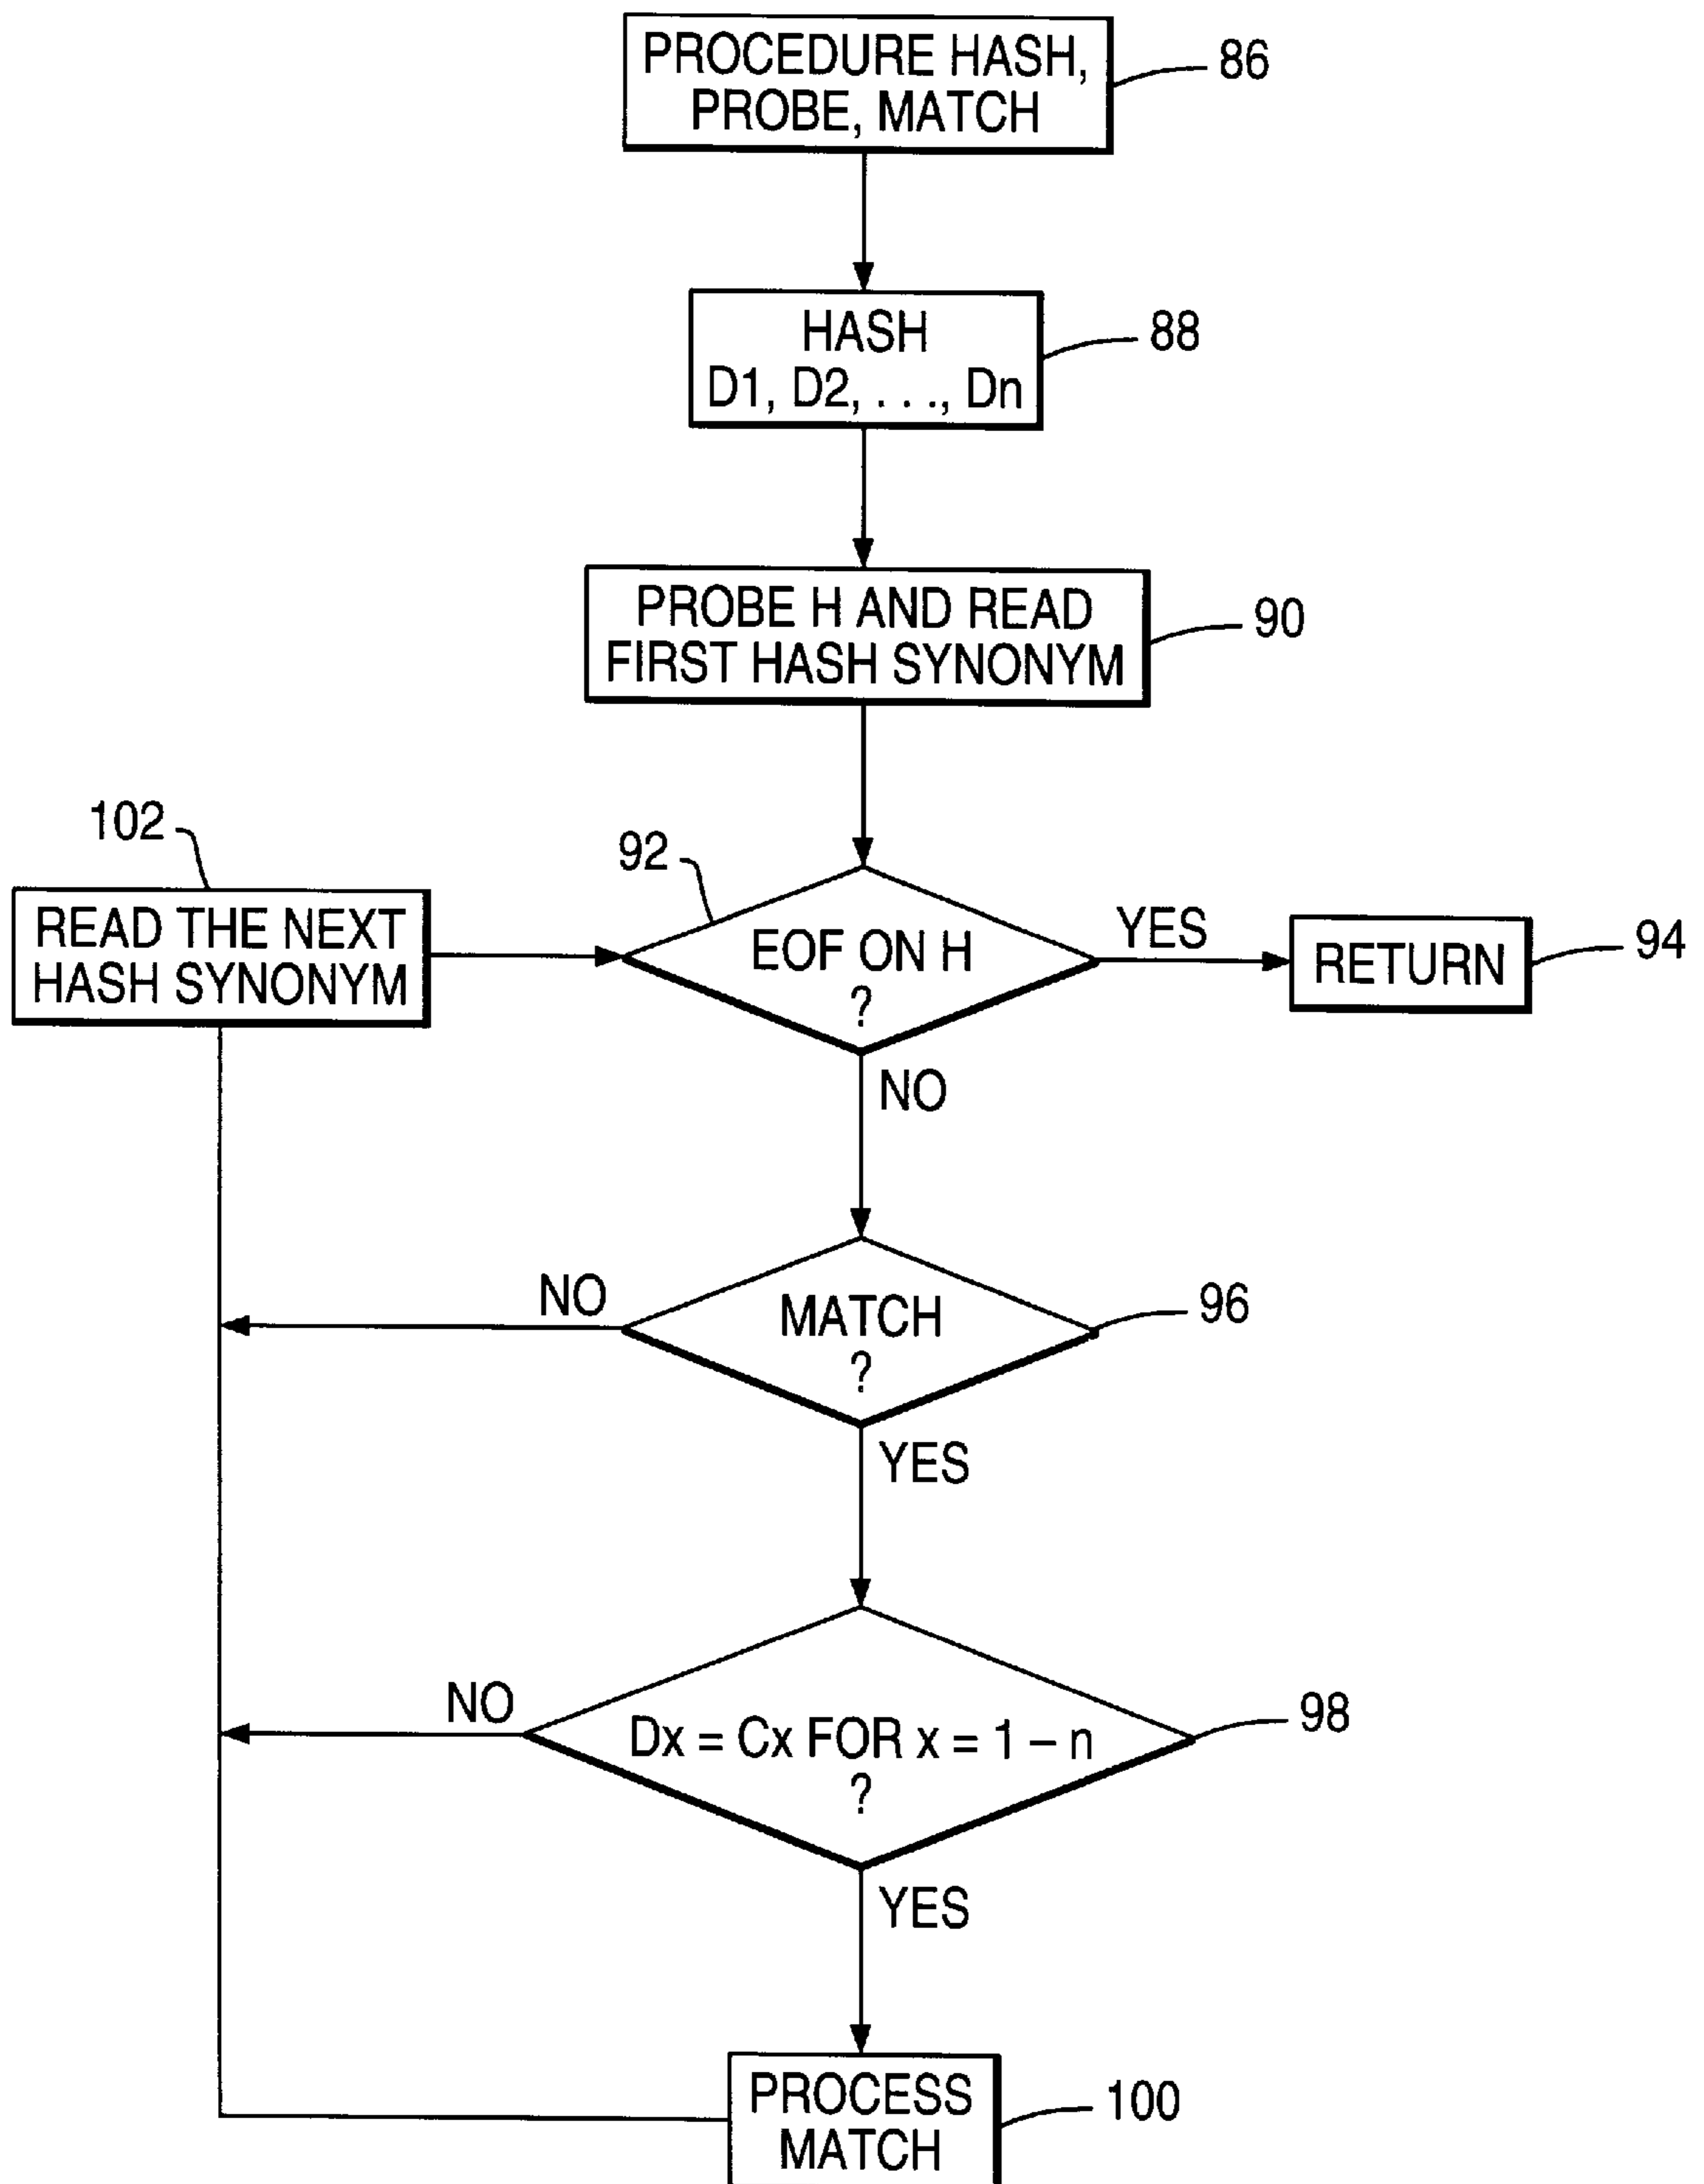 PROCEDURE HASH,
PROBE, MATCH
86
HASH
D1, D2, . . ., Dn
88
PROBE H AND READ
FIRST HASH SYNONYM
90
102
READ THE NEXT
HASH SYNONYM
92
EOF ON H
?
YES
RETURN
94
NO
MATCH
?
96
NO
YES
Dx = Cx FOR x = 1 – n
?
98
NO
YES
PROCESS
MATCH
100